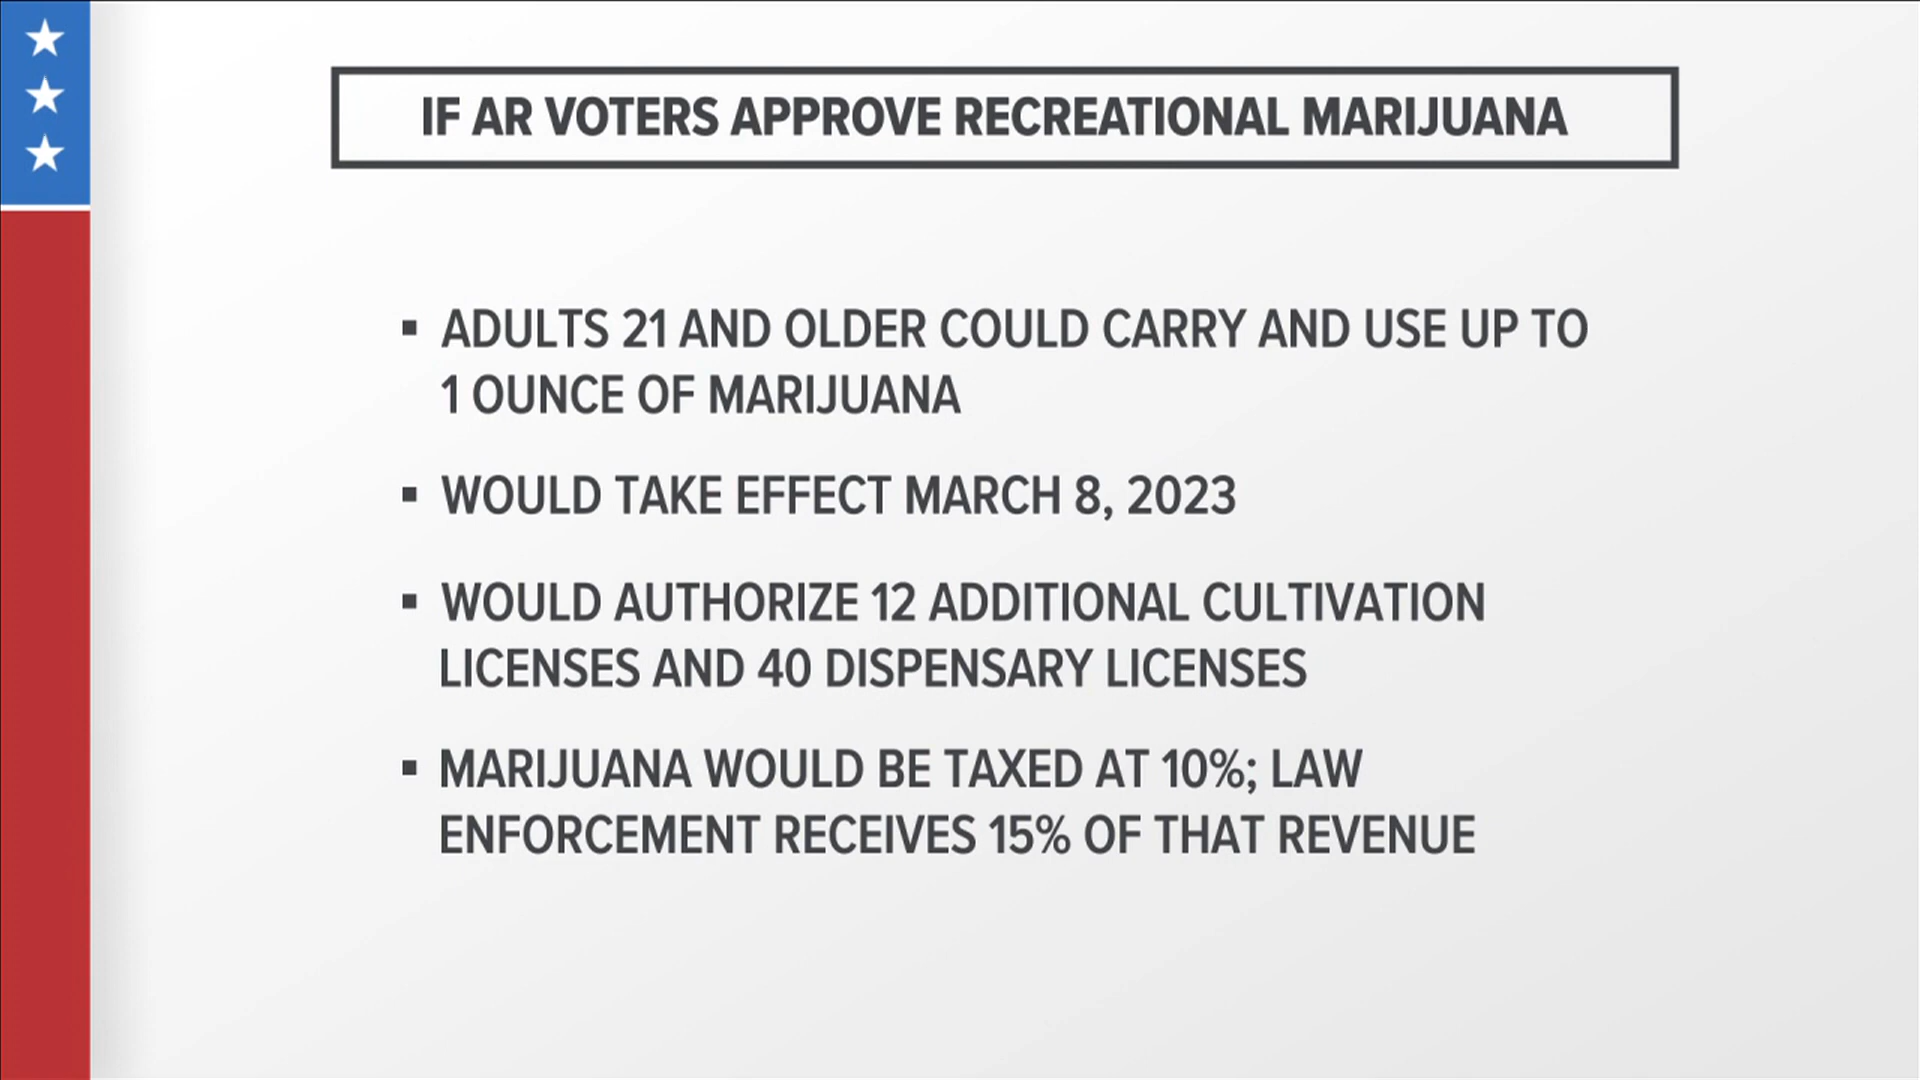 IF AR VOTERS APPROVE RECREATIONAL MARIJUANA
▪ ADULTS 21 AND OLDER COULD CARRY AND USE UP TO
1 OUNCE OF MARIJUANA
▪ WOULD TAKE EFFECT MARCH 8, 2023
▪ WOULD AUTHORIZE 12 ADDITIONAL CULTIVATION
LICENSES AND 40 DISPENSARY LICENSES
▪ MARIJUANA WOULD BE TAXED AT 10%; LAW
ENFORCEMENT RECEIVES 15% OF THAT REVENUE